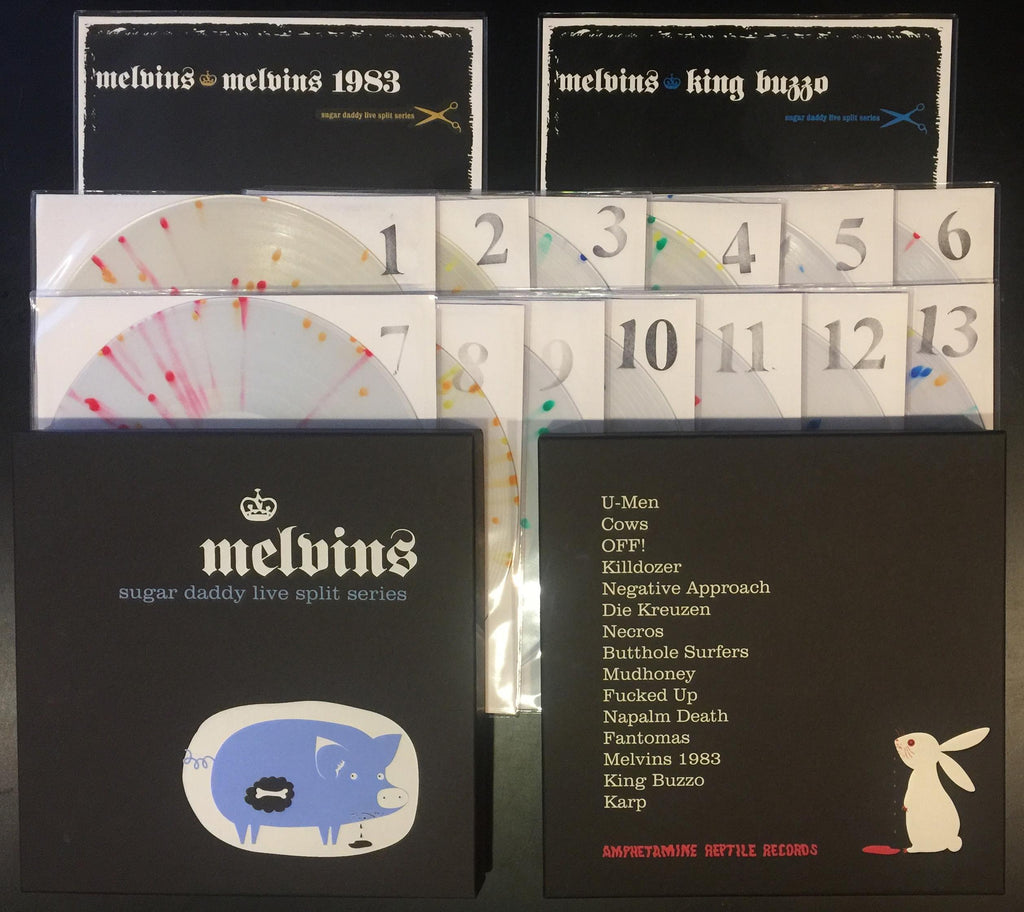 melvins melvins 1983
sugar daddy live split series
melvins king buzzo
sugar daddy live split series
1
2
3
4
5
6
7
8
9
10
11
12
13
melvins
sugar daddy live split series
U-Men
Cows
OFF!
Killdozer
Negative Approach
Die Kreuzen
Necros
Butthole Surfers
Mudhoney
Fucked Up
Napalm Death
Fantomas
Melvins 1983
King Buzzo
Karp
AMPHETAMINE REPTILE RECORDS